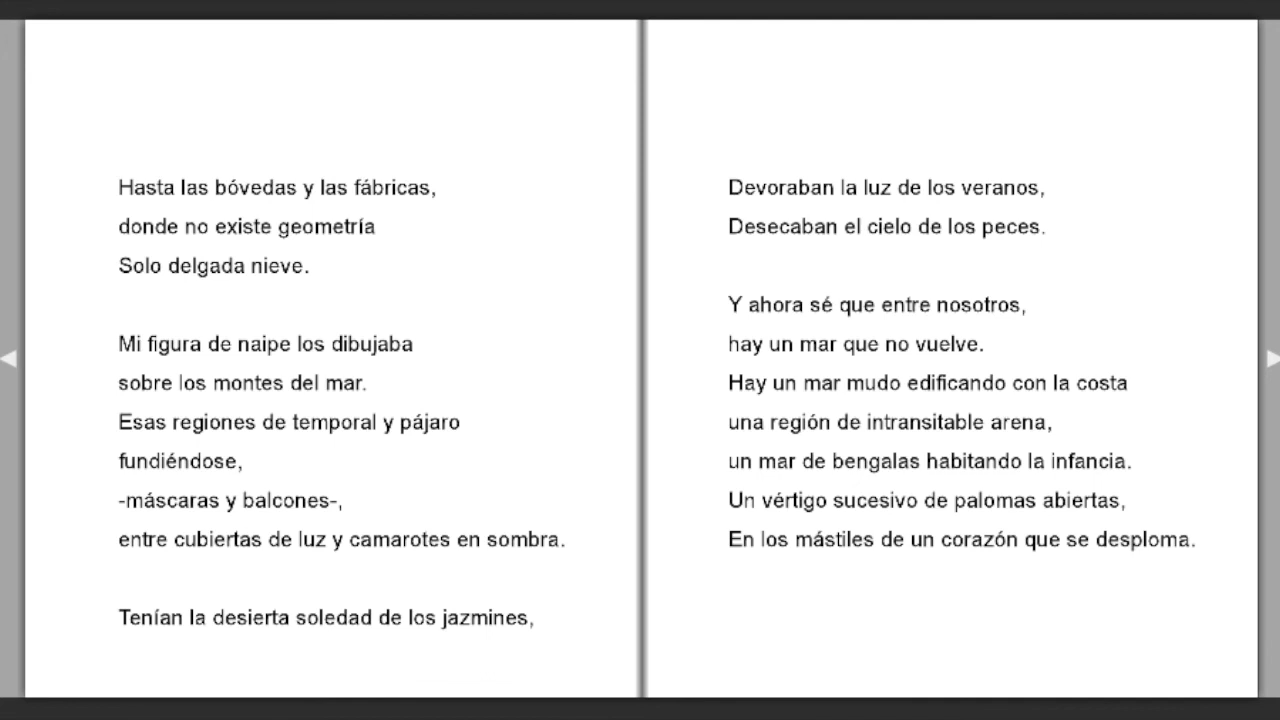 Hasta las bóvedas y las fábricas,
donde no existe geometría
Solo delgada nieve.
Mi figura de naipe los dibujaba
sobre los montes del mar.
Esas regiones de temporal y pájaro
fundiéndose,
-máscaras y balcones-,
entre cubiertas de luz y camarotes en sombra.
Tenían la desierta soledad de los jazmines,
Devoraban la luz de los veranos,
Desecaban el cielo de los peces.
Y ahora sé que entre nosotros,
hay un mar que no vuelve.
Hay un mar mudo edificando con la costa
una región de intransitable arena,
un mar de bengalas habitando la infancia.
Un vértigo sucesivo de palomas abiertas,
En los mástiles de un corazón que se desploma.